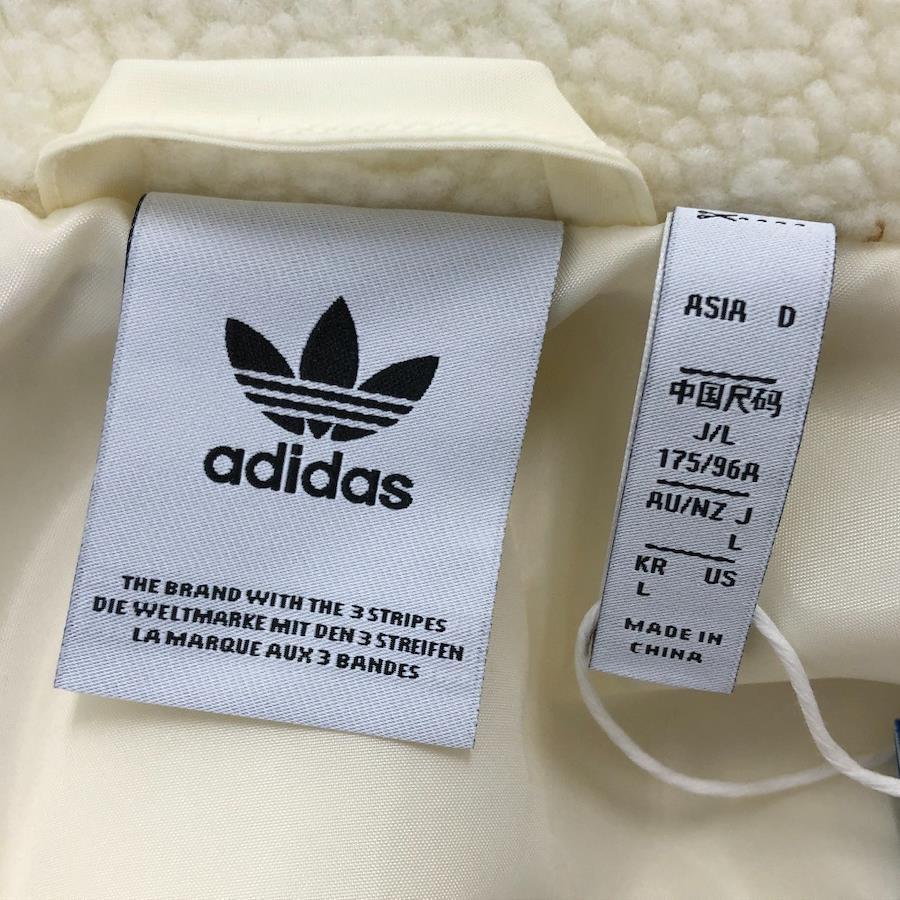 adidas
THE BRAND WITH THE 3 STRIPES
DIE WELTMARKE MIT DEN 3 STREIFEN
LA MARQUE AUX 3 BANDES
ASIA D
中国尺码
J/L
175/96A
AU/NZ J
L
KR US
L
MADE IN
CHINA